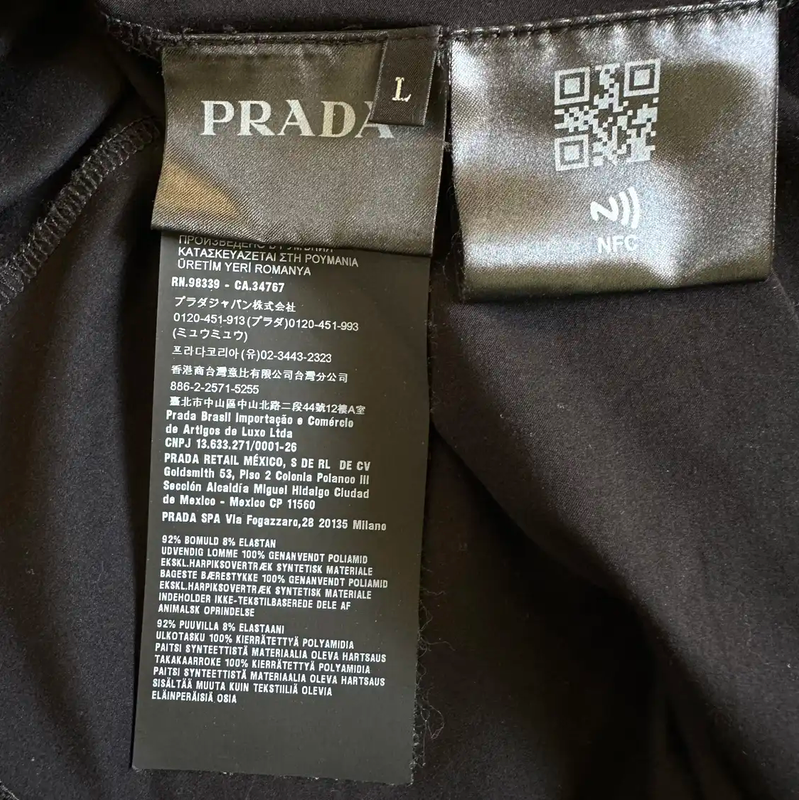 PRADA
L
NFC
ПРОИЗВЕДЕНО В РУМЫНИЯ
ΚΑΤΑΣΚΕΥΑΖΕΤΑΙ ΣΤΗ ΡΟΥΜΑΝΙΑ
ÜRETİM YERİ ROMANYA
RN.98339 - CA.34767
プラダジャパン株式会社
0120-451-913(プラダ)0120-451-993
(ミュウミュウ)
프라다코리아(유)02-3443-2323
香港商台灣意比有限公司台灣分公司
886-2-2571-5255
臺北市中山區中山北路二段44號12樓A室
Prada Brasil Importação e Comércio
de Artigos de Luxo Ltda
CNPJ 13.633.271/0001-26
PRADA RETAIL MÉXICO, S DE RL DE CV
Goldsmith 53, Piso 2 Colonia Polanco III
Sección Alcaldía Miguel Hidalgo Ciudad
de Mexico - Mexico CP 11560
PRADA SPA Via Fogazzaro,28 20135 Milano
92% BOMULD 8% ELASTAN
UDVENDIG LOMME 100% GENANVENDT POLIAMID
EKSKL.HARPIKSOVERTRÆK SYNTETISK MATERIALE
BAGESTE BÆRESTYKKE 100% GENANVENDT POLYAMID
EKSKL.HARPIKSOVERTRÆK SYNTETISK MATERIALE
INDEHOLDER IKKE-TEKSTILBASEREDE DELE AF
ANIMALSK OPRINDELSE
92% PUUVILLA 8% ELASTAANI
ULKOTASKU 100% KIERRÄTETTYÄ POLYAMIDIA
PAITSI SYNTEETTISTÄ MATERIAALIA OLEVA HARTSAUS
TAKAKAARROKE 100% KIERRÄTETTYÄ POLYAMIDIA
PAITSI SYNTEETTISTÄ MATERIAALIA OLEVA HARTSAUS
SISÄLTÄÄ MUUTA KUIN TEKSTIILIÄ OLEVIA
ELÄINPERÄISIÄ OSIA